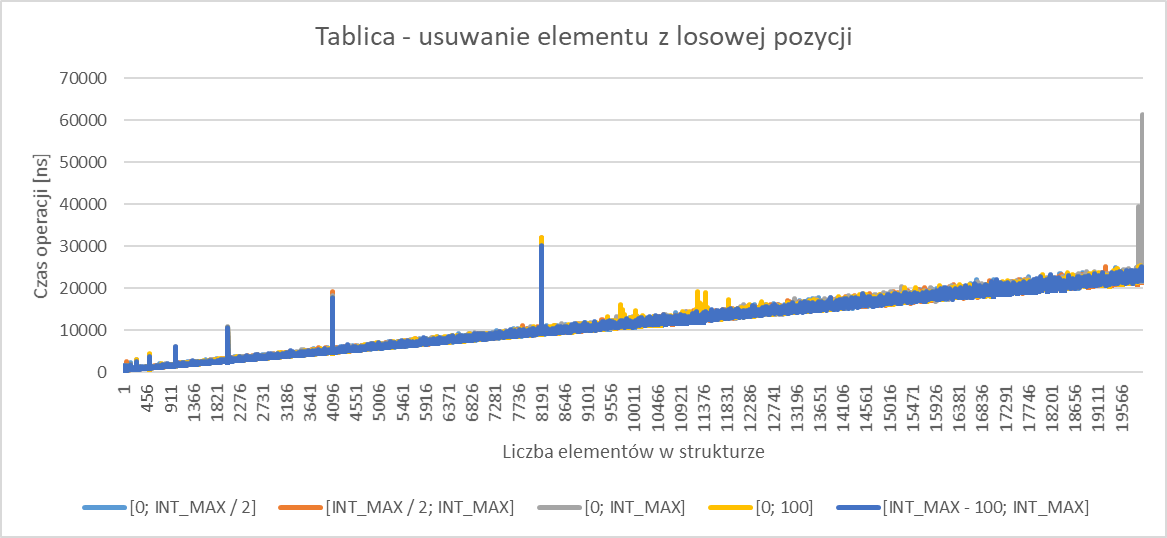 Tablica - usuwanie elementu z losowej pozycji
Czas operacji [ns]
70000
60000
50000
40000
30000
20000
10000
0
1 456 911 1366 1821 2276 2731 3186 3641 4096 4551 5006 5461 5916 6371 6826 7281 7736 8191 8646 9101 9556 10011 10466 10921 11376 11831 12286 12741 13196 13651 14106 14561 15016 15471 15926 16381 16836 17291 17746 18201 18656 19111 19566
Liczba elementów w strukturze
[0; INT_MAX / 2] [INT_MAX / 2; INT_MAX] [0; INT_MAX] [0; 100] [INT_MAX - 100; INT_MAX]